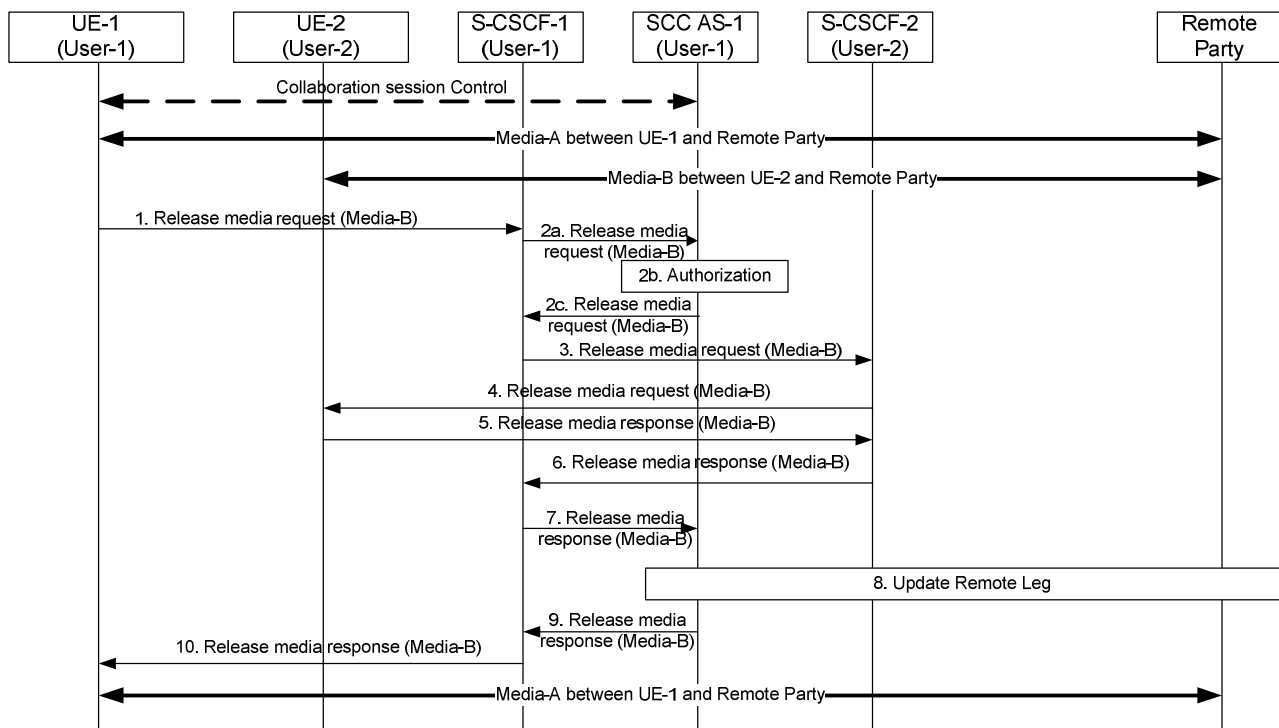 UE-1
(User-1)
UE-2
(User-2)
S-CSCF-1
(User-1)
SCC AS-1
(User-1)
S-CSCF-2
(User-2)
Remote
Party
Collaboration session Control
Media-A between UE-1 and Remote Party
Media-B between UE-2 and Remote Party
1. Release media request (Media-B)
2a. Release media
request (Media-B)
2b. Authorization
2c. Release media
request (Media-B)
3. Release media request (Media-B)
4. Release media request (Media-B)
5. Release media response (Media-B)
6. Release media response (Media-B)
7. Release media
response (Media-B)
8. Update Remote Leg
9. Release media
response (Media-B)
10. Release media response (Media-B)
Media-A between UE-1 and Remote Party